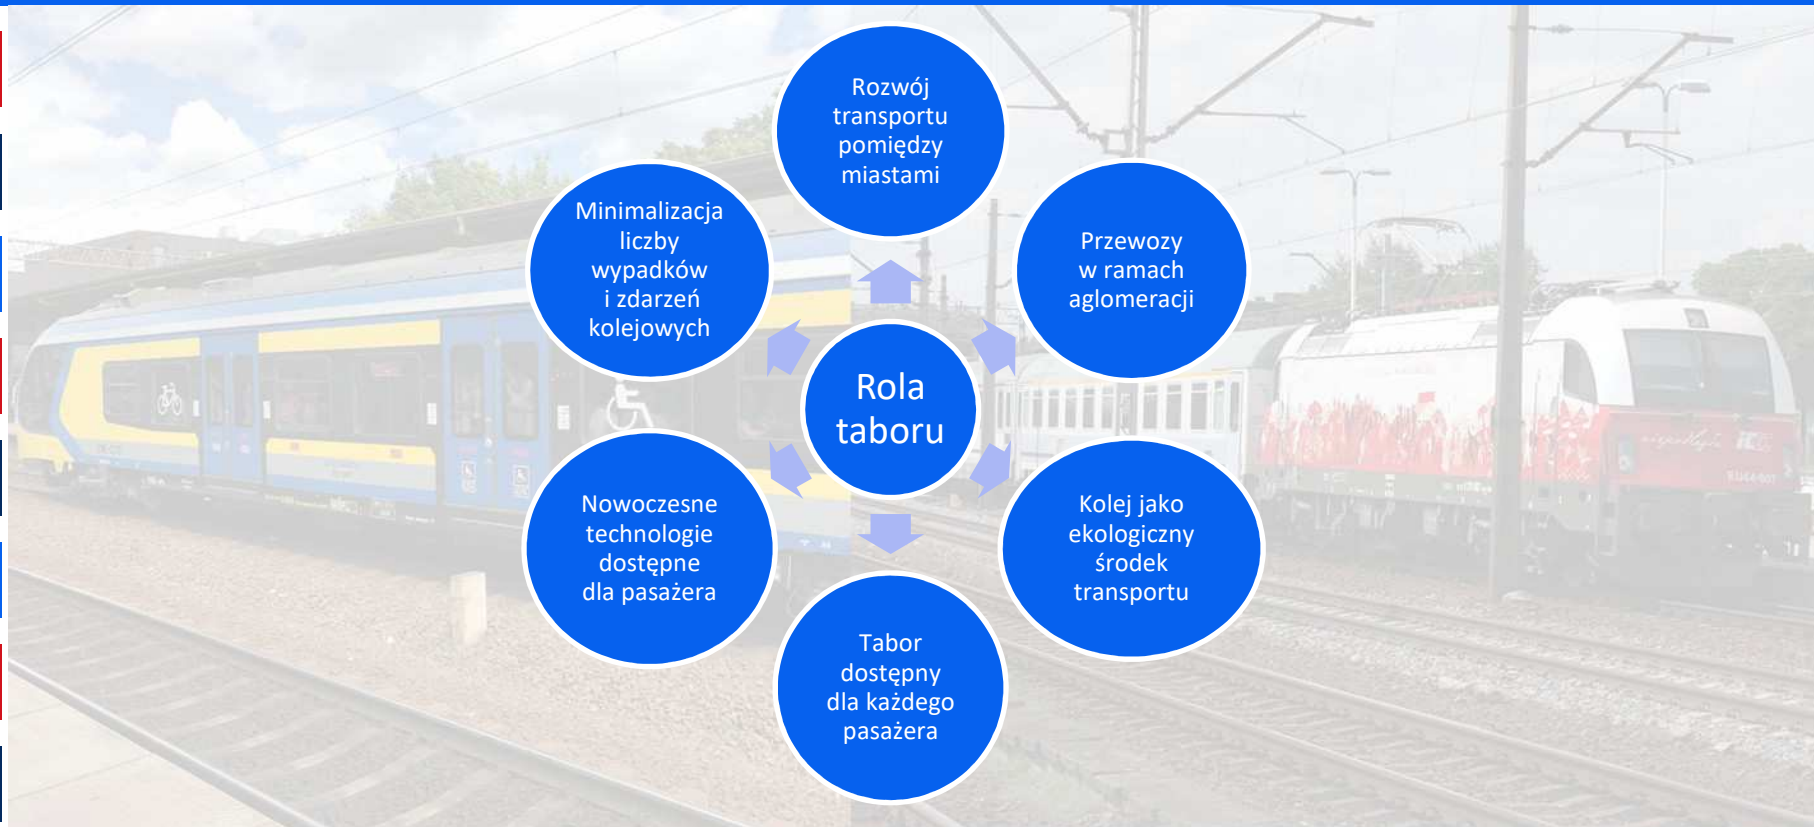 Rozwój
transportu
pomiędzy
miastami
Przewozy
w ramach
aglomeracji
Kolej jako
ekologiczny
środek
transportu
Tabor
dostępny
dla każdego
pasażera
Nowoczesne
technologie
dostępne
dla pasażera
Minimalizacja
liczby
wypadków
i zdarzeń
kolejowych
Rola
taboru